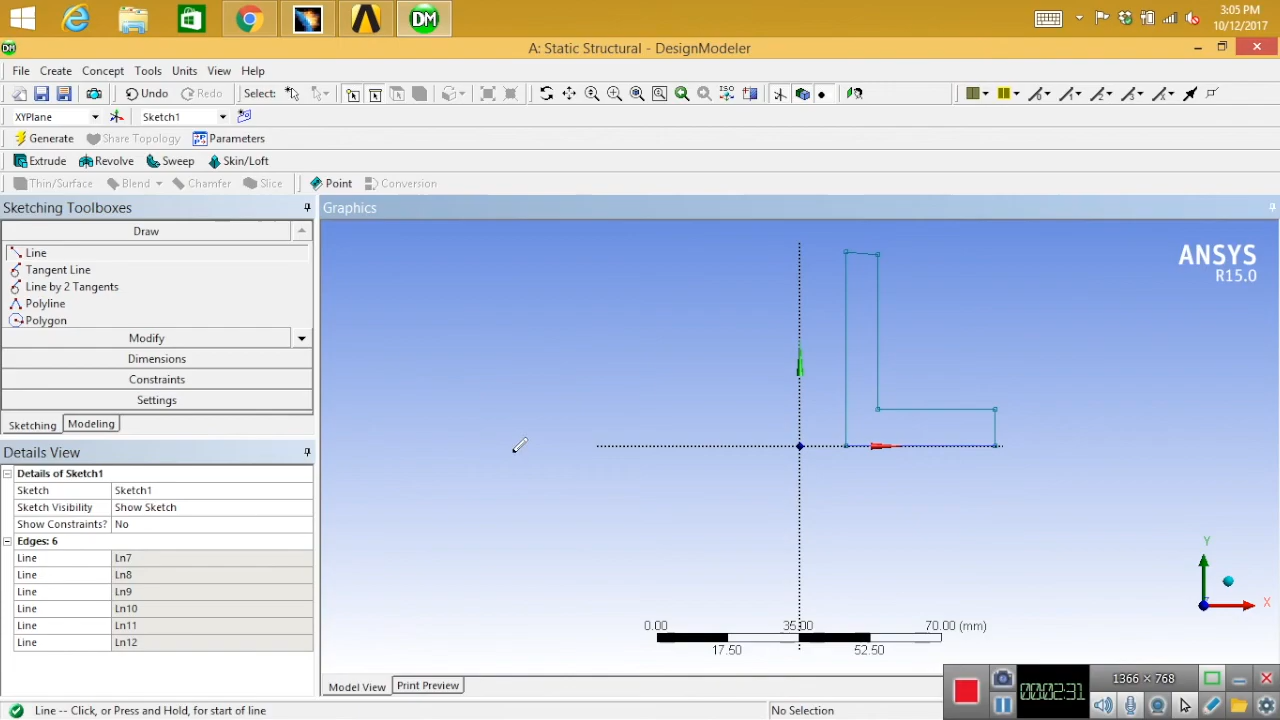 3:05 PM
10/12/2017
DM
A: Static Structural - DesignModeler
File Create Concept Tools Units View Help
Undo Redo Select:
XYPlane Sketch1
Generate Share Topology Parameters
Extrude Revolve Sweep Skin/Loft
Thin/Surface Blend Chamfer Slice Point Conversion
Sketching Toolboxes
Graphics
Draw
Line
Tangent Line
Line by 2 Tangents
Polyline
Polygon
Modify
Dimensions
Constraints
Settings
Sketching Modeling
ANSYS
R15.0
Details View
Details of Sketch1
Sketch Sketch1
Sketch Visibility Show Sketch
Show Constraints? No
Edges: 6
Line Ln7
Line Ln8
Line Ln9
Line Ln10
Line Ln11
Line Ln12
Y
X
0.00 35.00 70.00 (mm)
17.50 52.50
Model View Print Preview
1366 × 768
00:02:31
Line -- Click, or Press and Hold, for start of line
No Selection